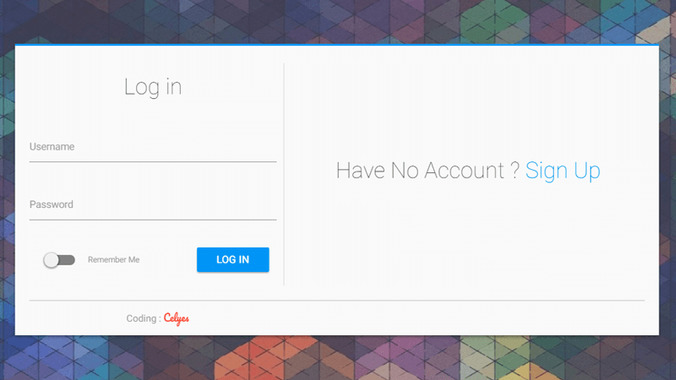 Log in
Username
Password
Remember Me
LOG IN
Have No Account ? Sign Up
Coding : Celyes